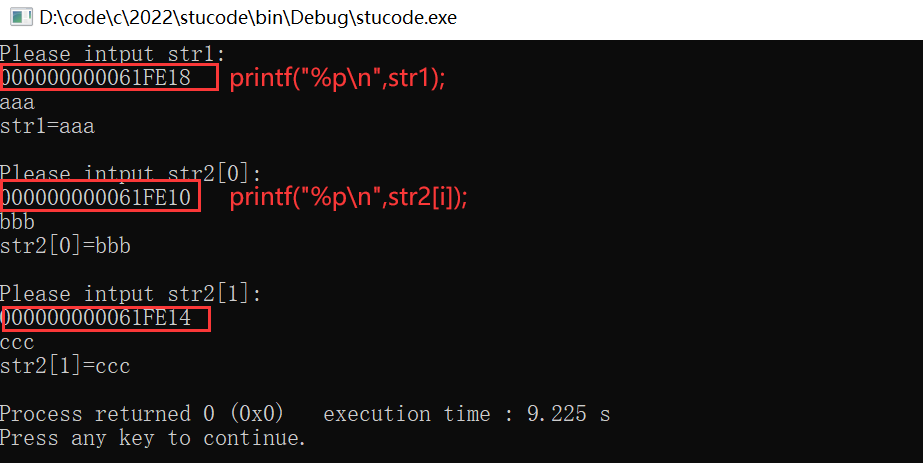 D:\code\c\2022\stucode\bin\Debug\stucode.exe
Please intput str1:
000000000061FE18 printf("%p\n",str1);
aaa
str1=aaa
Please intput str2[0]:
000000000061FE10 printf("%p\n",str2[i]);
bbb
str2[0]=bbb
Please intput str2[1]:
000000000061FE14
ccc
str2[1]=ccc
Process returned 0 (0x0)   execution time : 9.225 s
Press any key to continue.